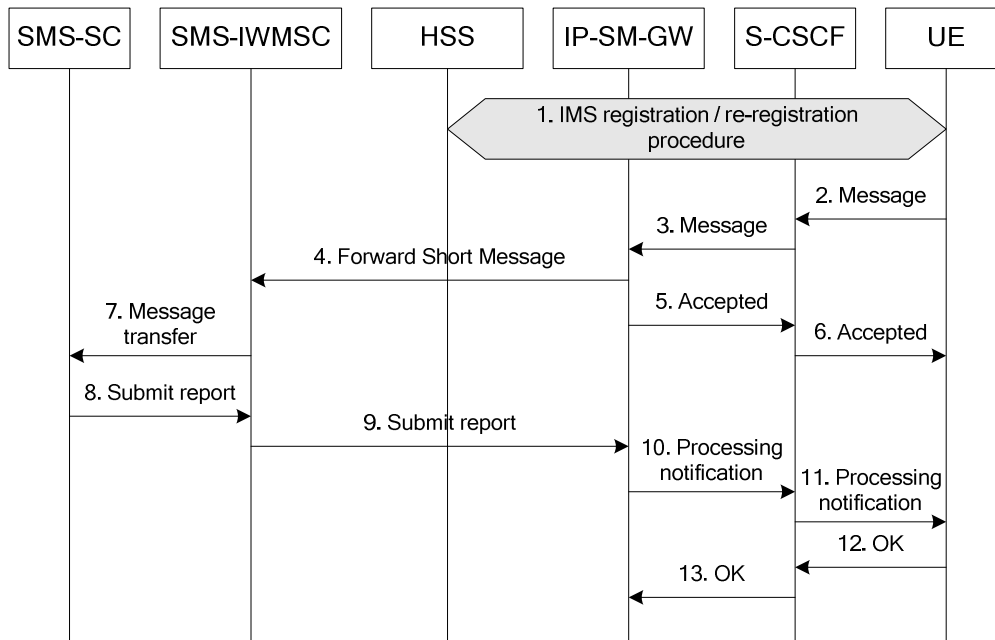 SMS-SC
SMS-IWMSC
HSS
IP-SM-GW
S-CSCF
UE
1. IMS registration / re-registration
procedure
2. Message
3. Message
4. Forward Short Message
5. Accepted
7. Message
transfer
6. Accepted
8. Submit report
9. Submit report
10. Processing
notification
11. Processing
notification
12. OK
13. OK